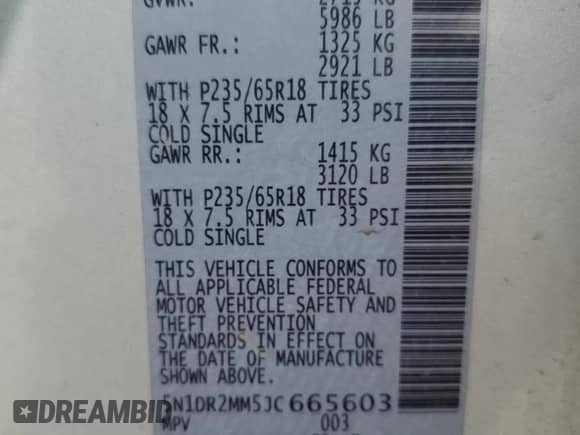 GVWR: 2715 KG
5986 LB
GAWR FR.: 1325 KG
2921 LB
WITH P235/65R18 TIRES
18 X 7.5 RIMS AT 33 PSI
COLD SINGLE
GAWR RR.: 1415 KG
3120 LB
WITH P235/65R18 TIRES
18 X 7.5 RIMS AT 33 PSI
COLD SINGLE
THIS VEHICLE CONFORMS TO
ALL APPLICABLE FEDERAL
MOTOR VEHICLE SAFETY AND
THEFT PREVENTION
STANDARDS IN EFFECT ON
THE DATE OF MANUFACTURE
SHOWN ABOVE.
5N1DR2MM5JC665603
MPV 003